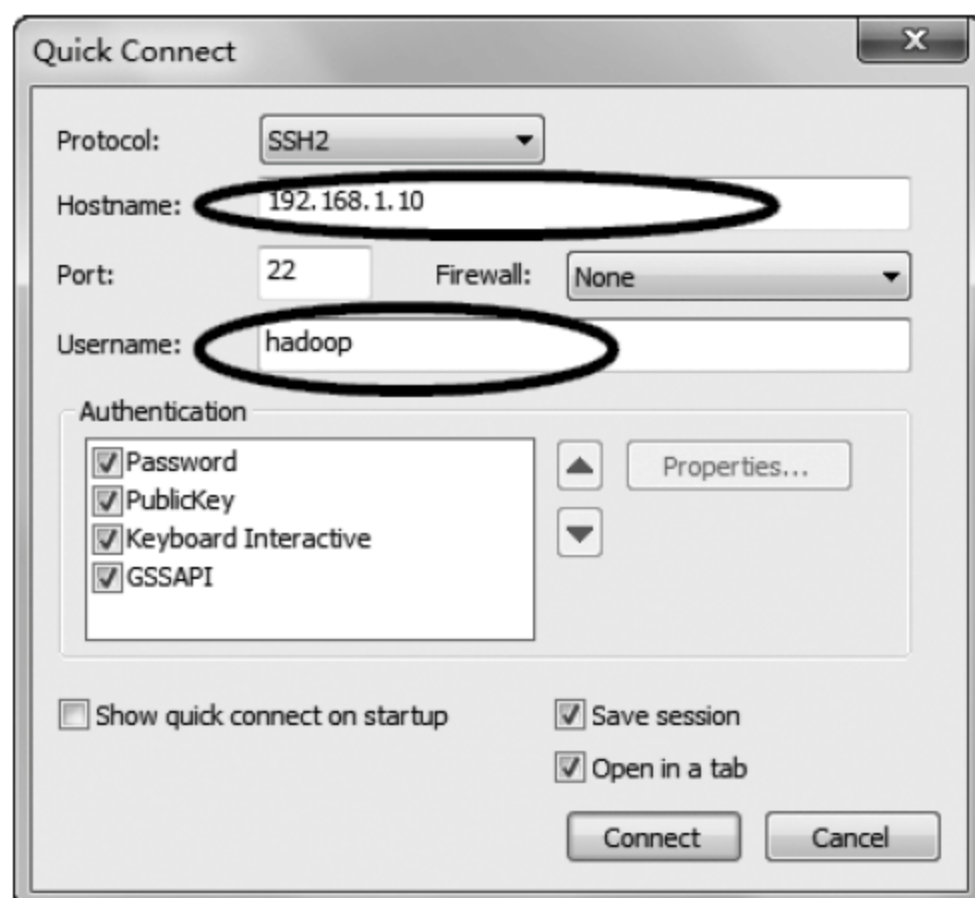 Quick Connect
Protocol: SSH2
Hostname: 192.168.1.10
Port: 22 Firewall: None
Username: hadoop
Authentication
Password
PublicKey
Keyboard Interactive
GSSAPI
Properties...
Show quick connect on startup
Save session
Open in a tab
Connect Cancel